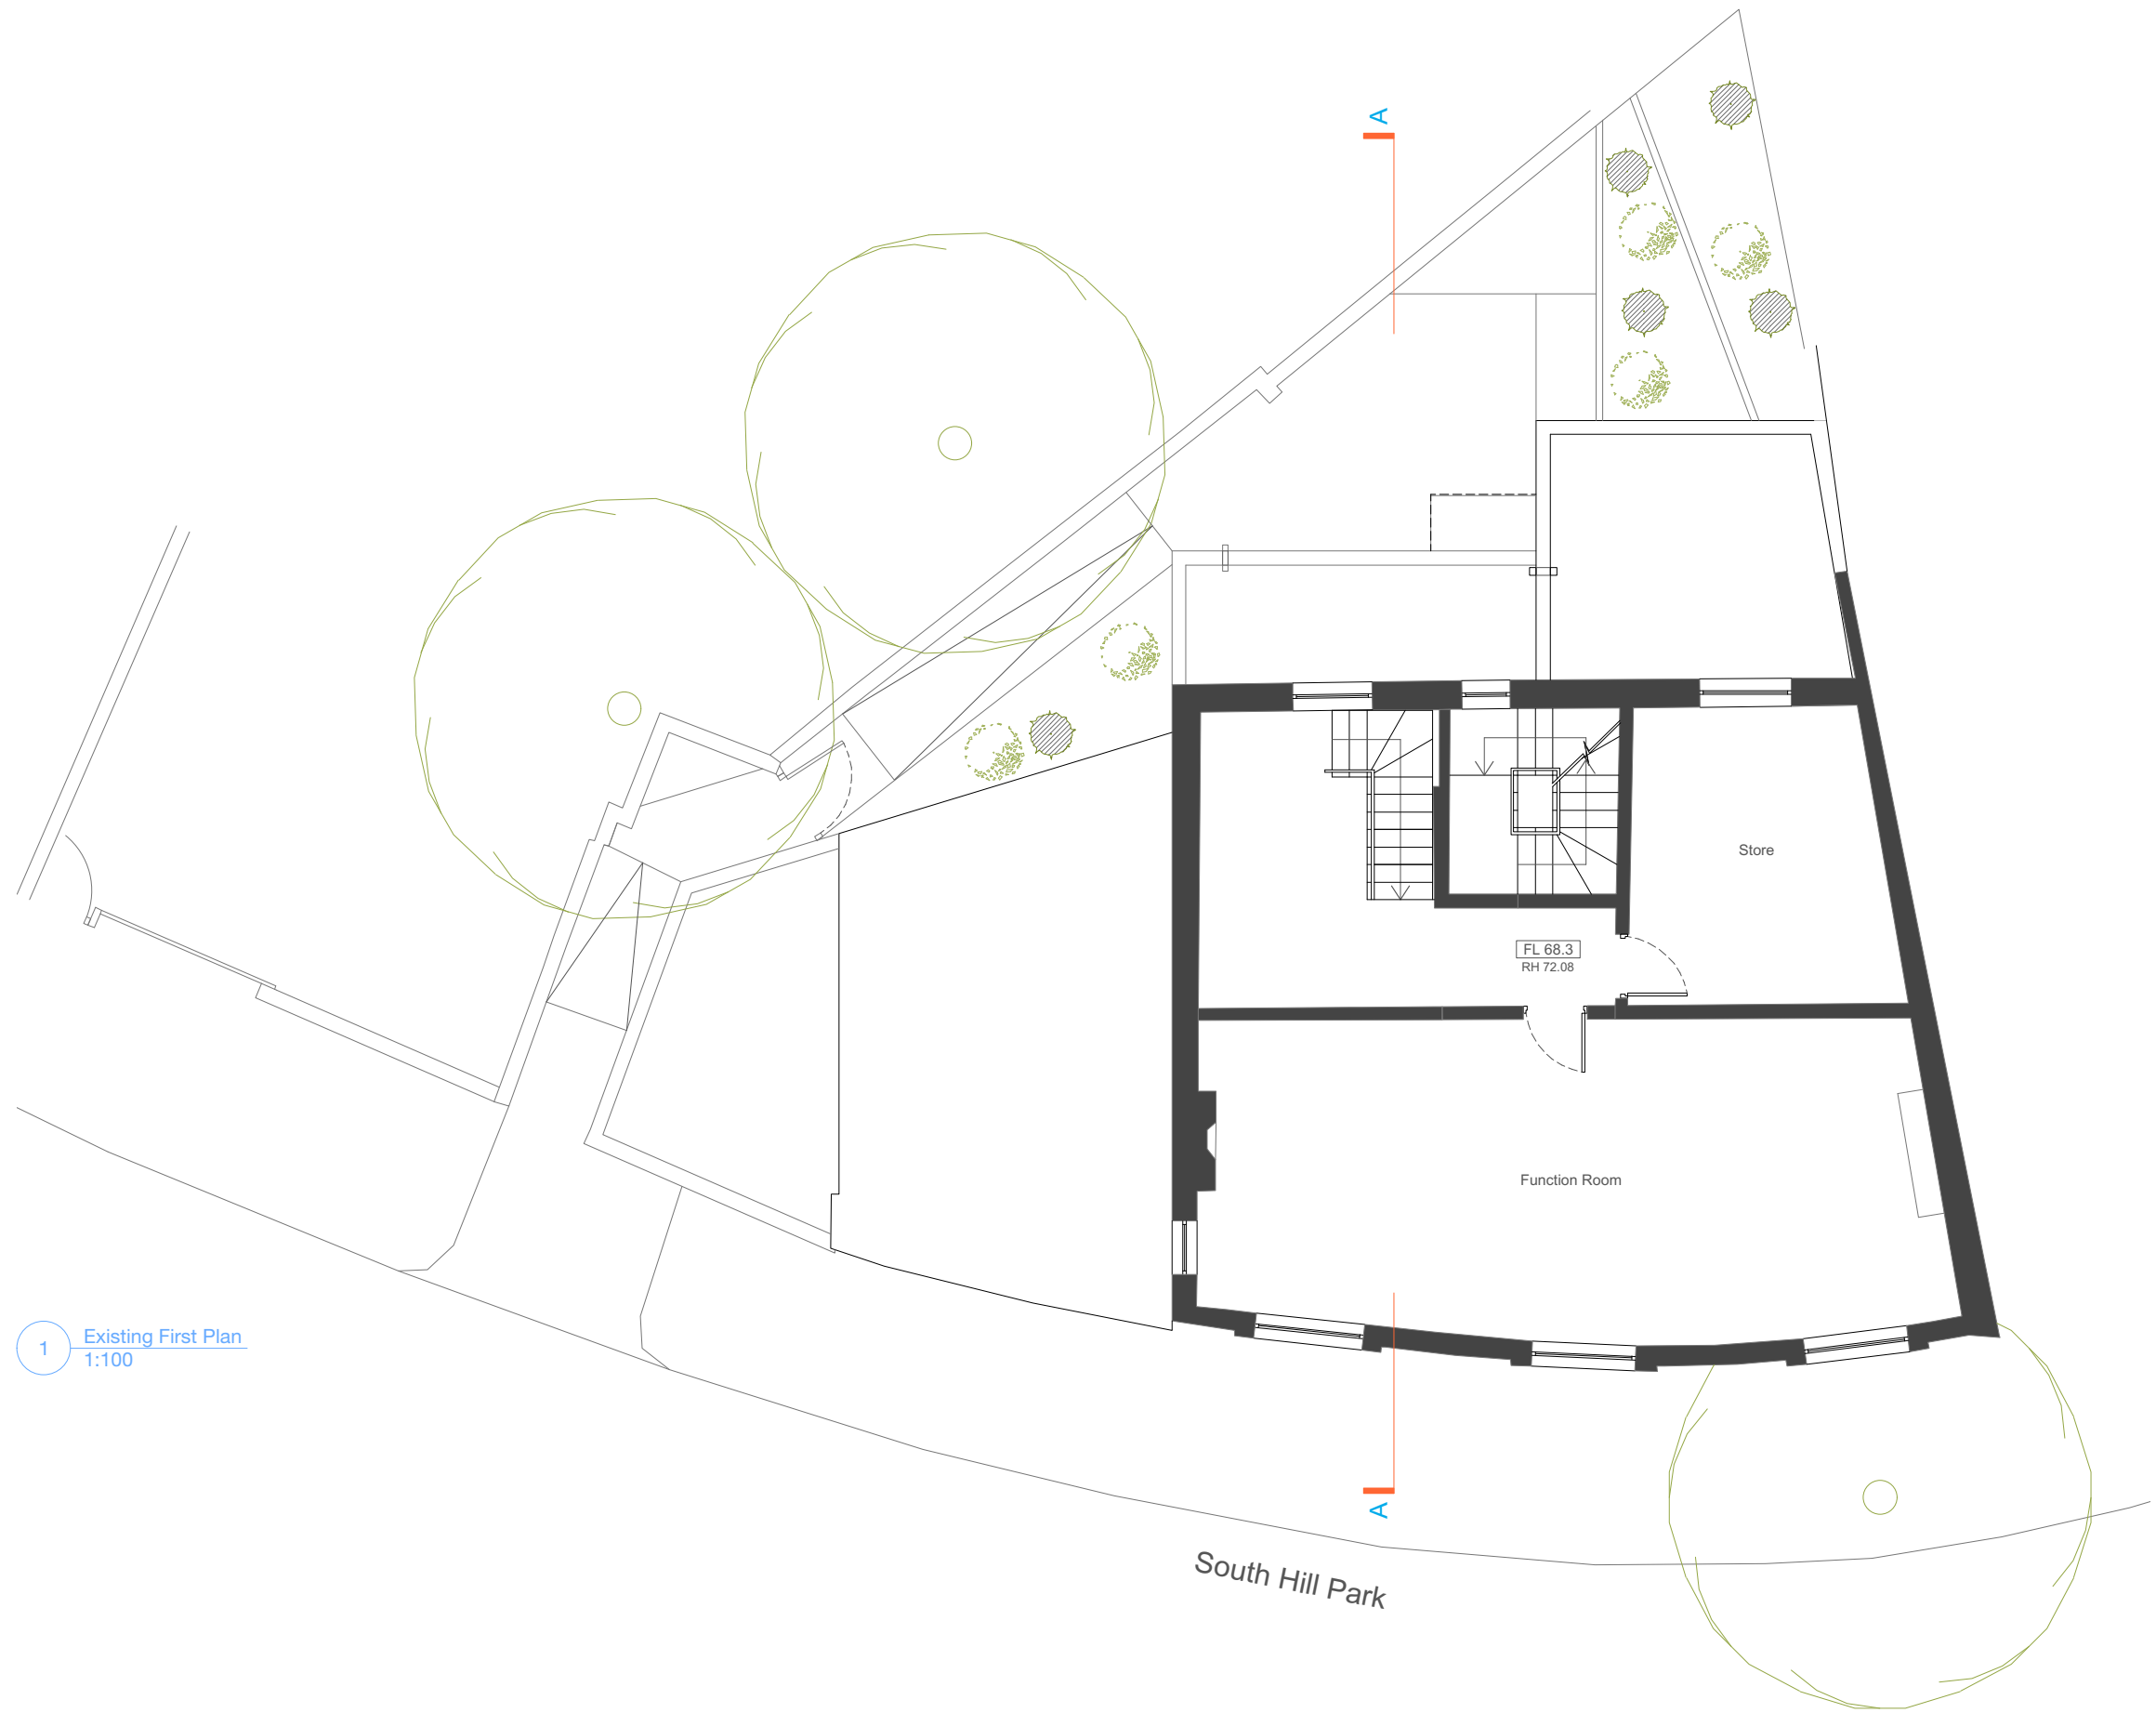 A
Store
FL 68.3
RH 72.08
Function Room
1
Existing First Plan
1:100
A
South Hill Park